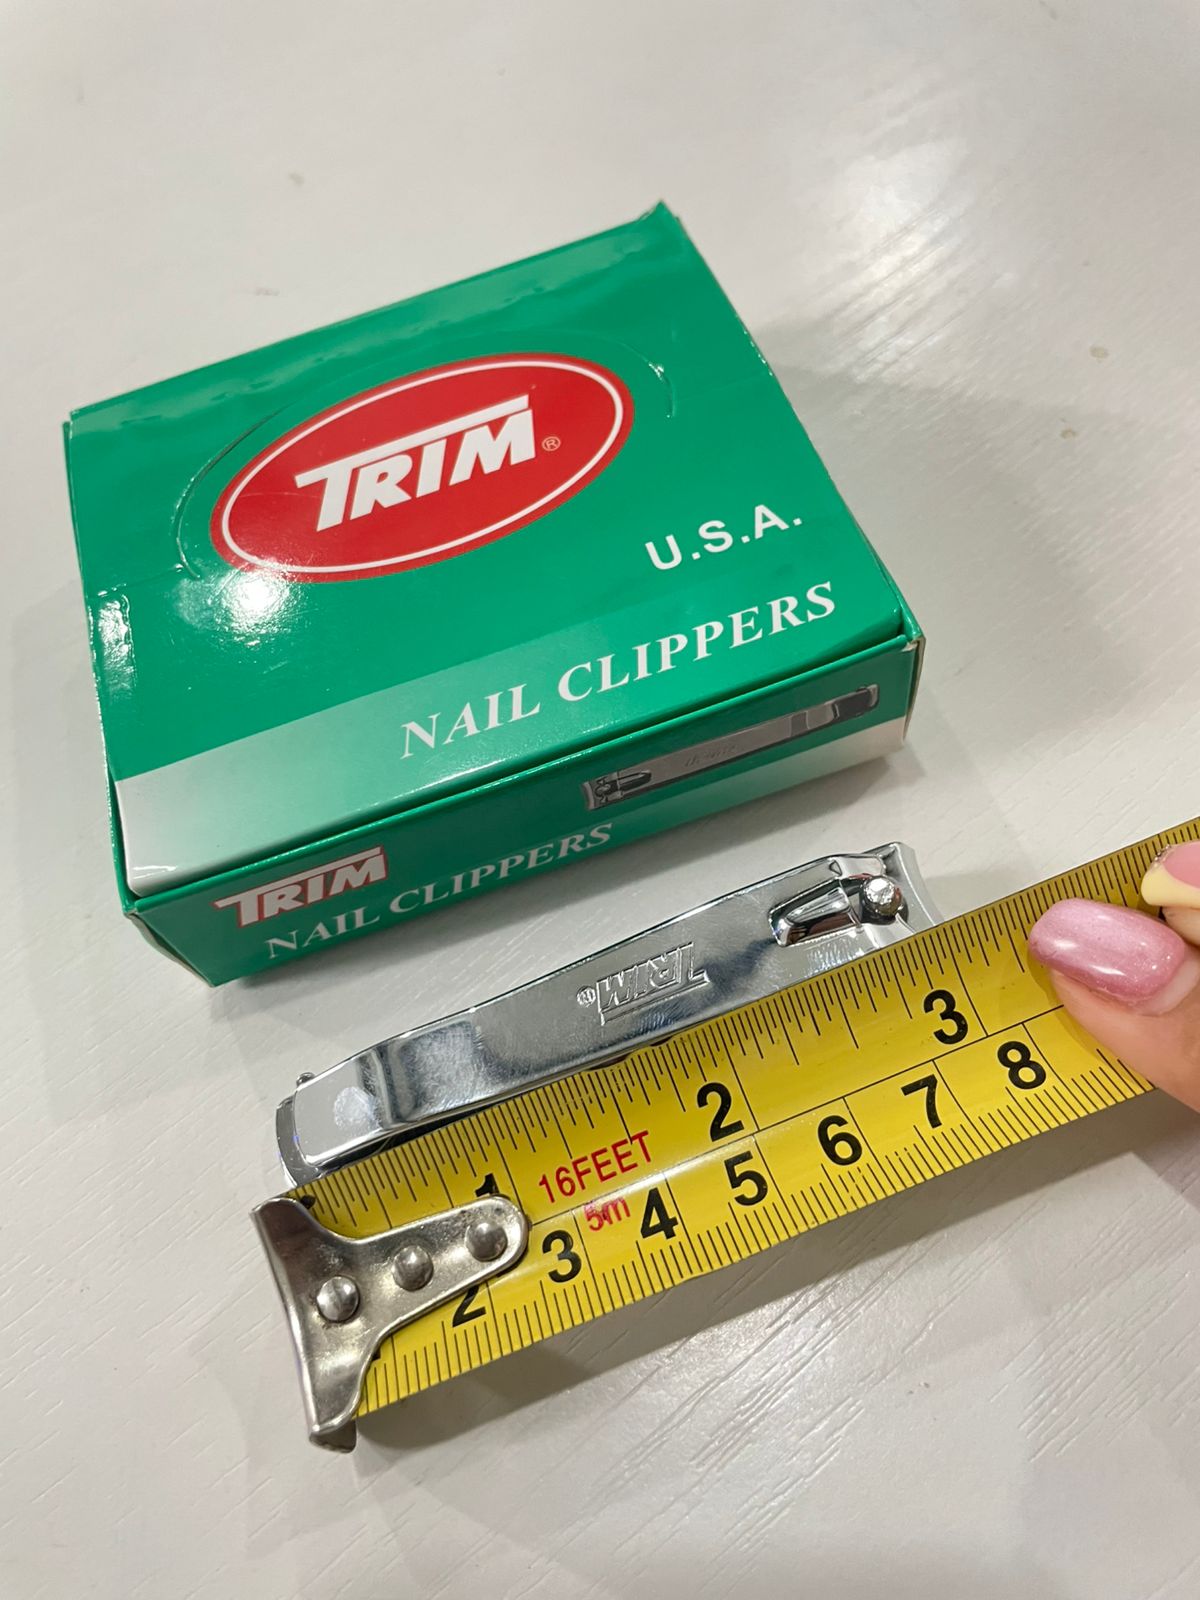 TRIM®
U.S.A.
NAIL CLIPPERS
TRIM
NAIL CLIPPERS
TRIM®
1 2 3
16FEET
5m
2 3 4 5 6 7 8